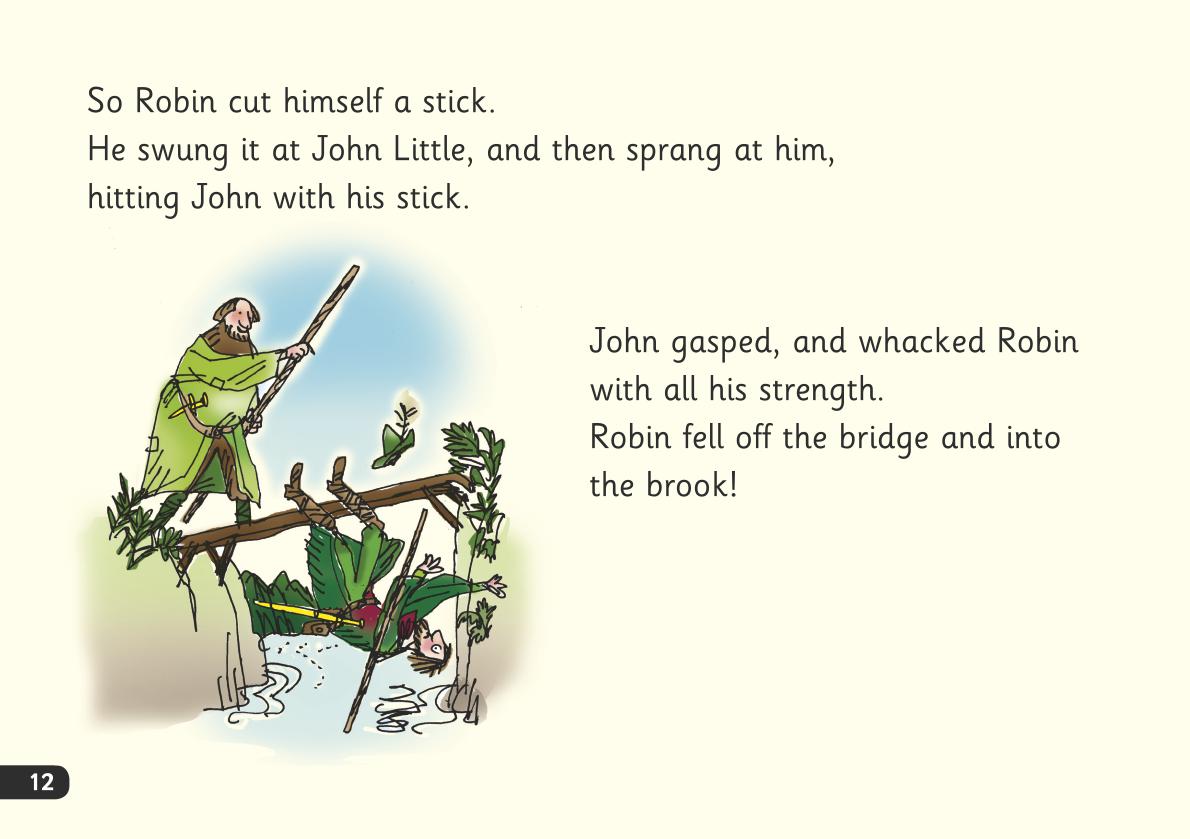 So Robin cut himself a stick.
He swung it at John Little, and then sprang at him,
hitting John with his stick.
John gasped, and whacked Robin
with all his strength.
Robin fell off the bridge and into
the brook!
12